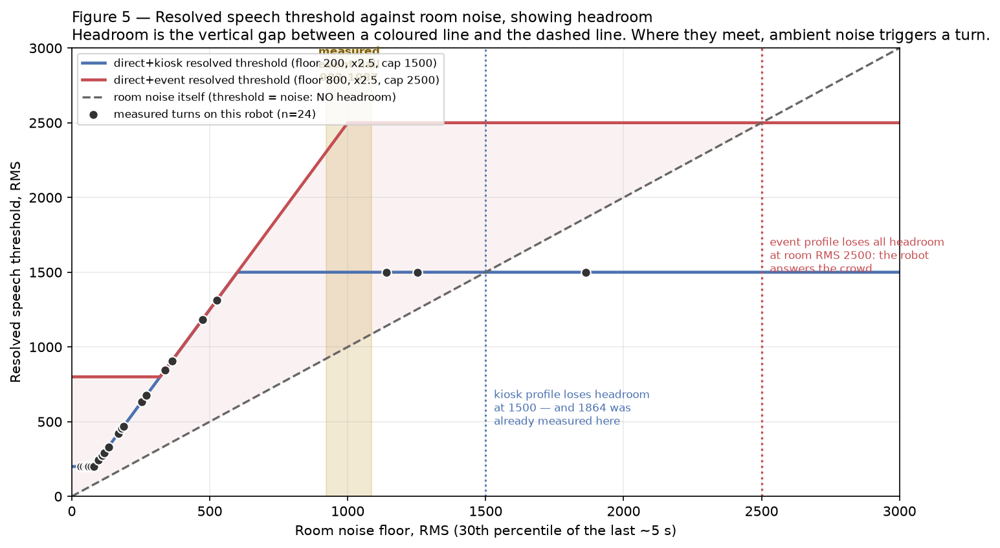 Figure 5 — Resolved speech threshold against room noise, showing headroom
Headroom is the vertical gap between a coloured line and the dashed line. Where they meet, ambient noise triggers a turn.
measured
direct+kiosk resolved threshold (floor 200, x2.5, cap 1500)
direct+event resolved threshold (floor 800, x2.5, cap 2500)
room noise itself (threshold = noise: NO headroom)
measured turns on this robot (n=24)
3000
2500
2000
1500
1000
500
0
Resolved speech threshold, RMS
event profile loses all headroom
at room RMS 2500: the robot
answers the crowd
kiosk profile loses headroom
at 1500 — and 1864 was
already measured here
0 500 1000 1500 2000 2500 3000
Room noise floor, RMS (30th percentile of the last ~5 s)